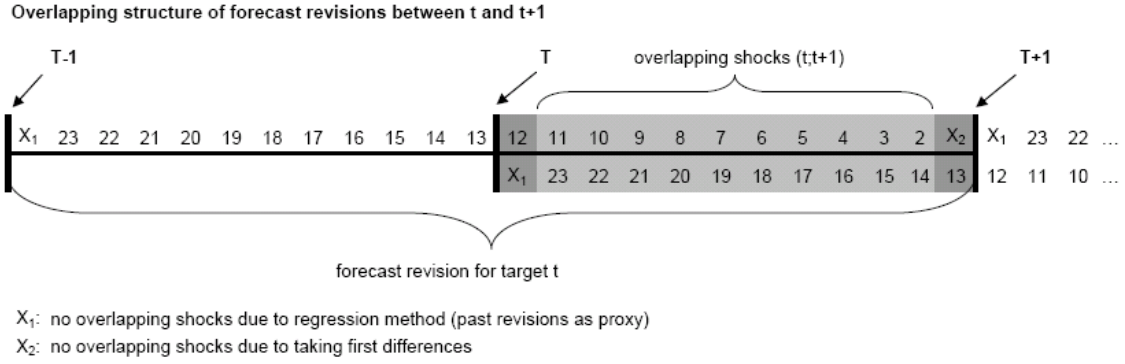 Overlapping structure of forecast revisions between t and t+1
T-1 T overlapping shocks (t;t+1) T+1
X₁ 23 22 21 20 19 18 17 16 15 14 13 12 11 10 9 8 7 6 5 4 3 2 X₂ X₁ 23 22 ...
X₁ 23 22 21 20 19 18 17 16 15 14 13 12 11 10 ...
forecast revision for target t
X₁: no overlapping shocks due to regression method (past revisions as proxy)
X₂: no overlapping shocks due to taking first differences